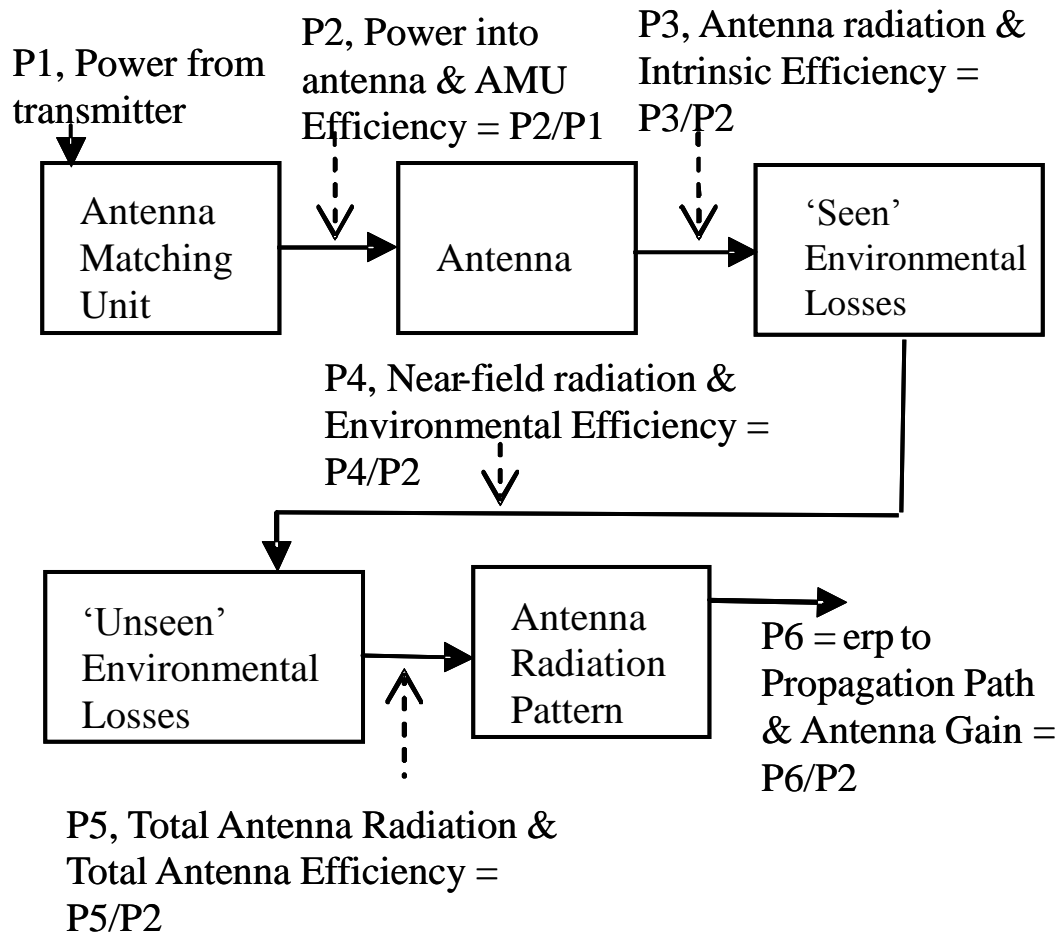 P1, Power from
transmitter
P2, Power into
antenna & AMU
Efficiency = P2/P1
P3, Antenna radiation &
Intrinsic Efficiency =
P3/P2
Antenna
Matching
Unit
Antenna
‘Seen’
Environmental
Losses
P4, Near-field radiation &
Environmental Efficiency =
P4/P2
‘Unseen’
Environmental
Losses
Antenna
Radiation
Pattern
P6 = erp to
Propagation Path
& Antenna Gain =
P6/P2
P5, Total Antenna Radiation &
Total Antenna Efficiency =
P5/P2